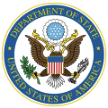 DEPARTMENT OF STATE
UNITED STATES OF AMERICA